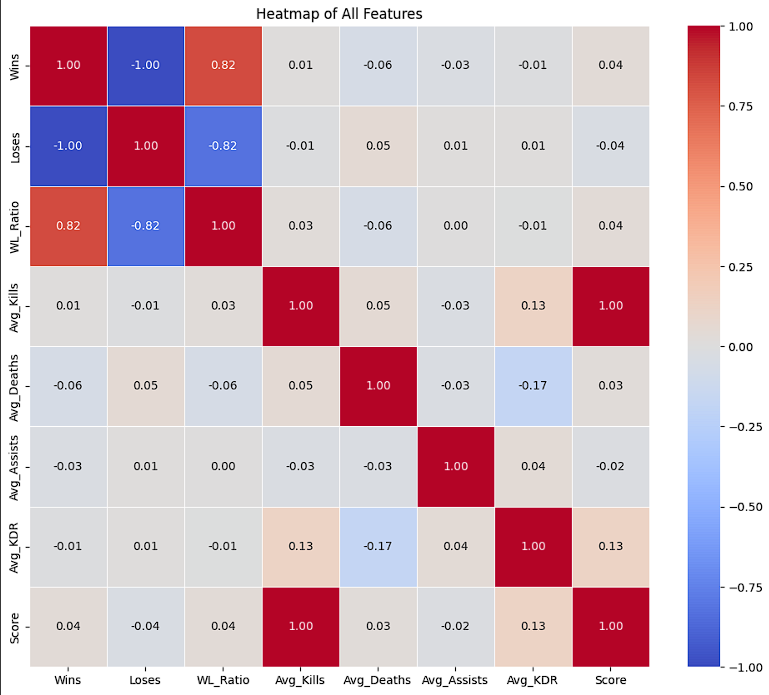 Heatmap of All Features
Wins 1.00 -1.00 0.82 0.01 -0.06 -0.03 -0.01 0.04
Loses -1.00 1.00 -0.82 -0.01 0.05 0.01 0.01 -0.04
WL_Ratio 0.82 -0.82 1.00 0.03 -0.06 0.00 -0.01 0.04
Avg_Kills 0.01 -0.01 0.03 1.00 0.05 -0.03 0.13 1.00
Avg_Deaths -0.06 0.05 -0.06 0.05 1.00 -0.03 -0.17 0.03
Avg_Assists -0.03 0.01 0.00 -0.03 -0.03 1.00 0.04 -0.02
Avg_KDR -0.01 0.01 -0.01 0.13 -0.17 0.04 1.00 0.13
Score 0.04 -0.04 0.04 1.00 0.03 -0.02 0.13 1.00
Wins Loses WL_Ratio Avg_Kills Avg_Deaths Avg_Assists Avg_KDR Score
1.00
0.75
0.50
0.25
0.00
−0.25
−0.50
−0.75
−1.00